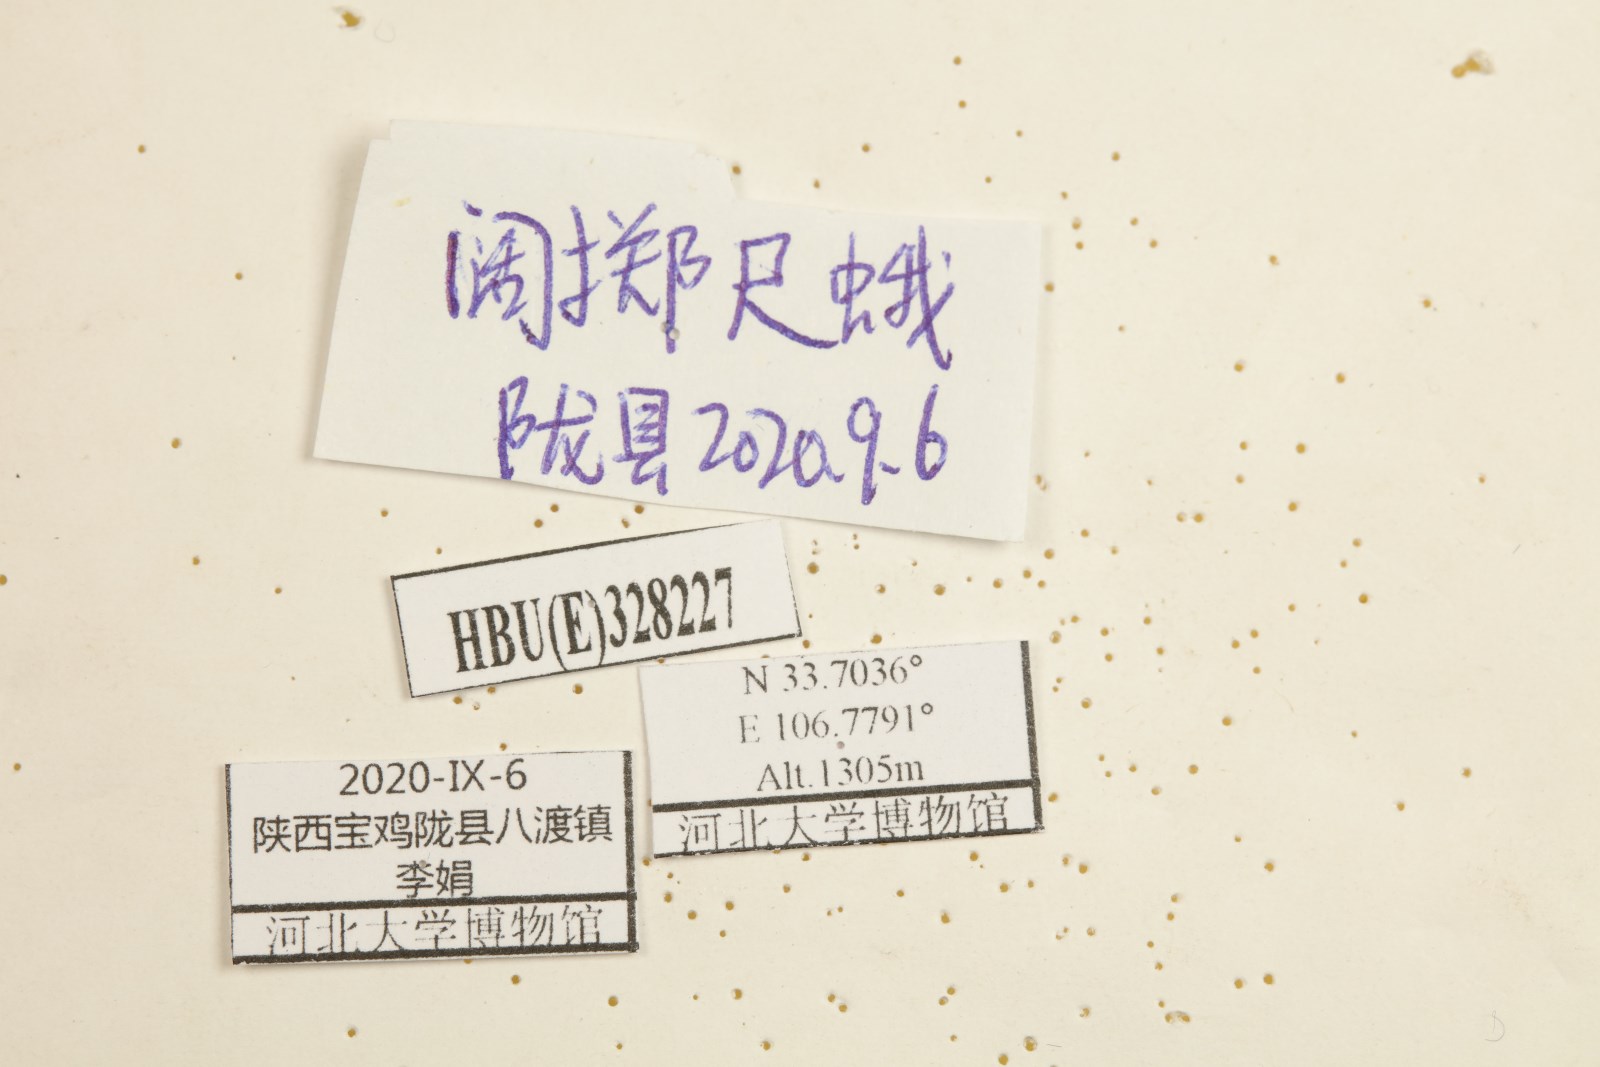 阔掷尺蛾
陇县2020.9.6
HBU(E)328227
N 33.7036°
E 106.7791°
Alt.1305m
河北大学博物馆
2020-IX-6
陕西宝鸡陇县八渡镇
李娟
河北大学博物馆